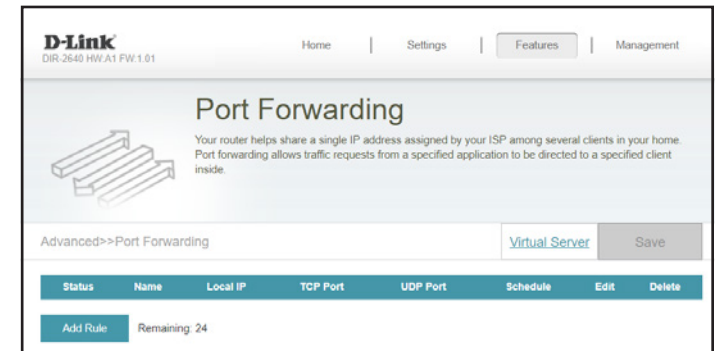 D-Link
DIR-2640 HW:A1 FW:1.01
Home | Settings | Features | Management
Port Forwarding
Your router helps share a single IP address assigned by your ISP among several clients in your home.
Port forwarding allows traffic requests from a specified application to be directed to a specified client
inside.
Advanced>>Port Forwarding
Virtual Server
Save
Status Name Local IP TCP Port UDP Port Schedule Edit Delete
Add Rule Remaining: 24